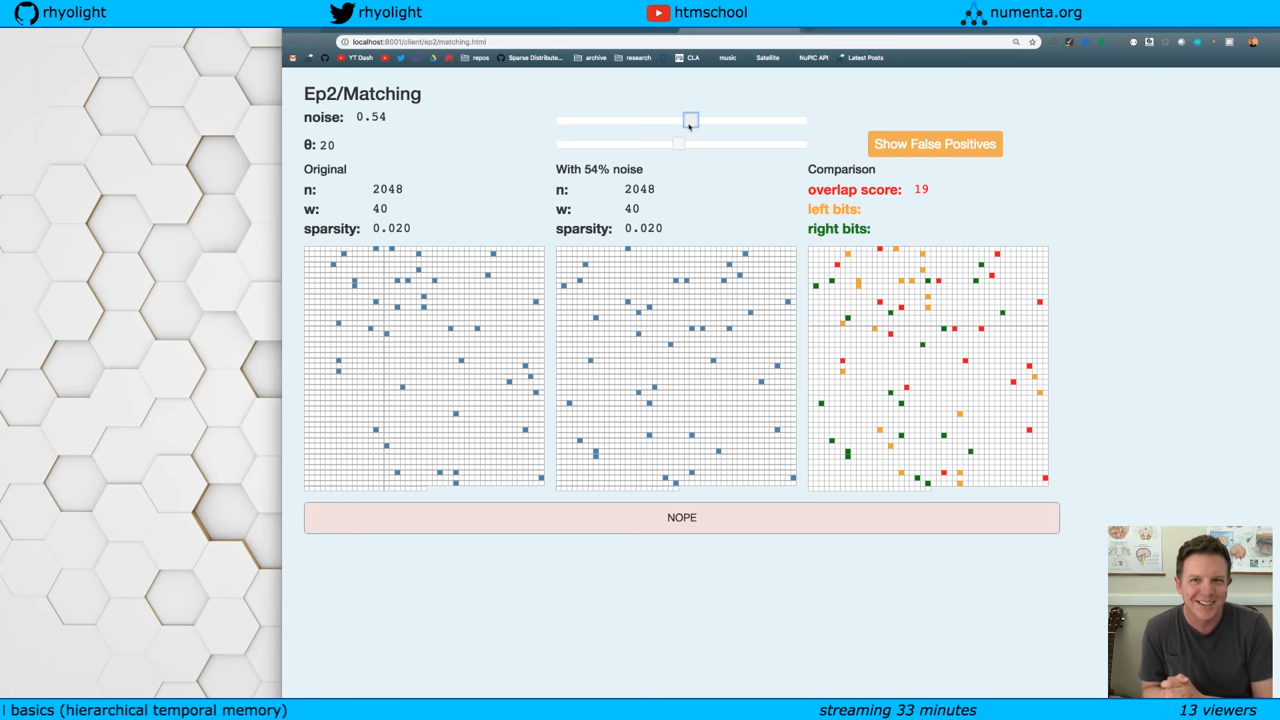 rhyolight rhyolight htmschool numenta.org
localhost:8001/client/ep2/matching.html
YT Dash repos Sparse Distribute... archive research CLA music Satellite NuPIC API Latest Posts
Ep2/Matching
noise: 0.54
θ: 20
Show False Positives
Original With 54% noise Comparison
n: 2048 n: 2048 overlap score: 19
w: 40 w: 40 left bits:
sparsity: 0.020 sparsity: 0.020 right bits:
NOPE
l basics (hierarchical temporal memory) streaming 33 minutes 13 viewers